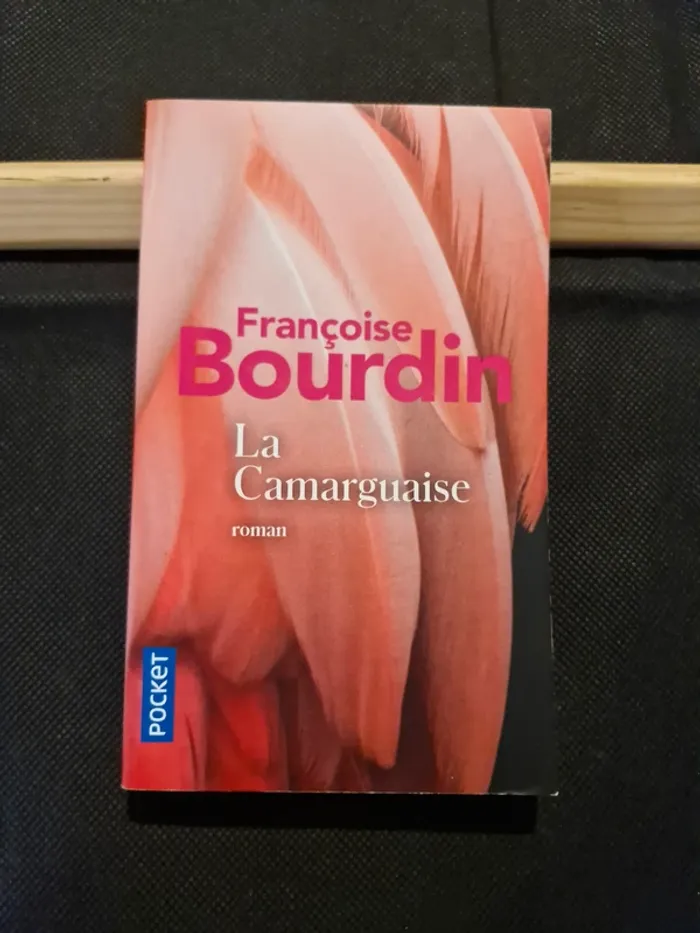 Françoise
Bourdin
La
Camarguaise
roman
POCKET